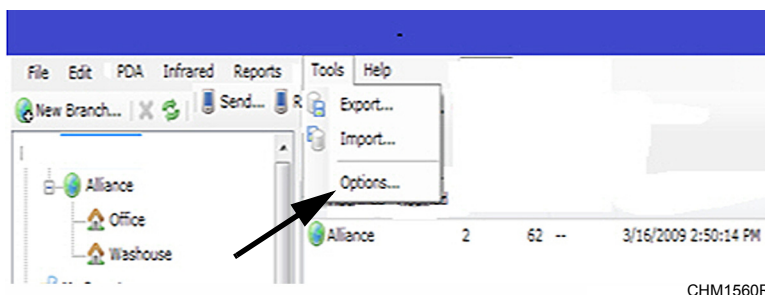 File Edit PDA Infrared Reports Tools Help
New Branch... Send... R
Export...
Import...
Options...
Alliance
Office
Washouse
Alliance 2 62 -- 3/16/2009 2:50:14 PM
CHM1560R